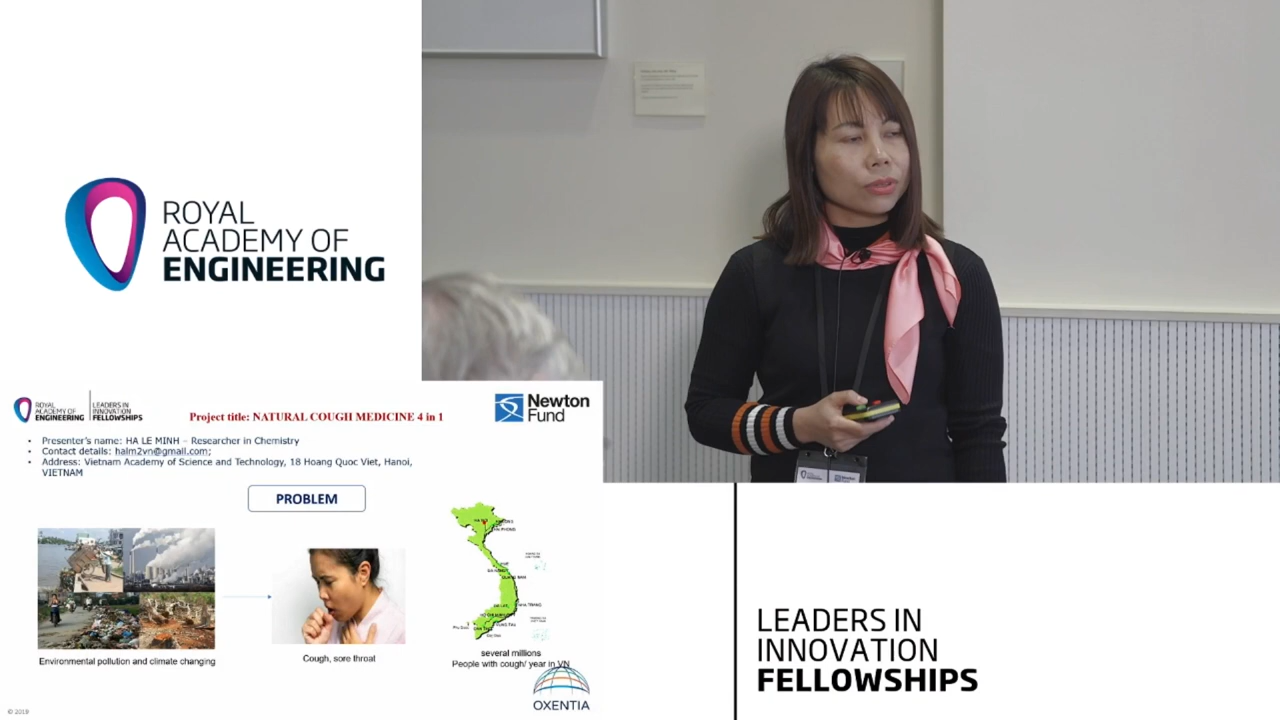 ROYAL
ACADEMY OF
ENGINEERING
ROYAL
ACADEMY OF
ENGINEERING
LEADERS IN
INNOVATION
FELLOWSHIPS
Project title: NATURAL COUGH MEDICINE 4 in 1
Newton
Fund
• Presenter's name: HA LE MINH – Researcher in Chemistry
• Contact details: halm2vn@gmail.com;
• Address: Vietnam Academy of Science and Technology, 18 Hoang Quoc Viet, Hanoi,
VIETNAM
PROBLEM
Environmental pollution and climate changing
Cough, sore throat
several millions
People with cough/ year in VN
OXENTIA
© 2019
LEADERS IN
INNOVATION
FELLOWSHIPS